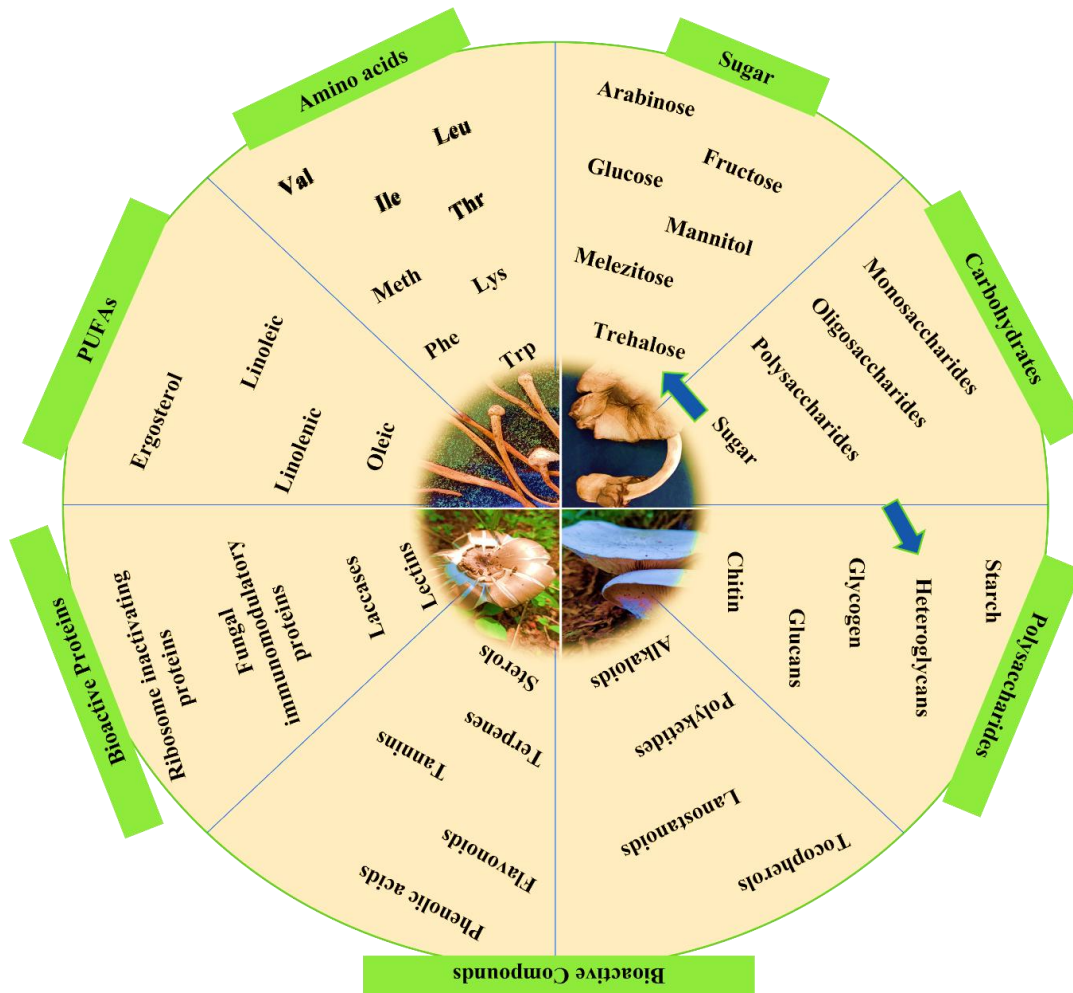 Amino acids
Leu
Val
Ile
Thr
Meth
Lys
Phe
Trp
Sugar
Arabinose
Fructose
Glucose
Mannitol
Melezitose
Trehalose
Carbohydrates
Monosaccharides
Oligosaccharides
Polysaccharides
Sugar
Polysaccharides
Starch
Heteroglycans
Glycogen
Glucans
Chitin
Bioactive Compounds
Alkaloids
Polyketides
Lanostanoids
Tocopherols
Sterols
Terpenes
Tannins
Flavonoids
Phenolic acids
Bioactive Proteins
Lectins
Laccases
Fungal
immunomodulatory
proteins
Ribosome inactivating
proteins
PUFAs
Linoleic
Ergosterol
Oleic
Linolenic